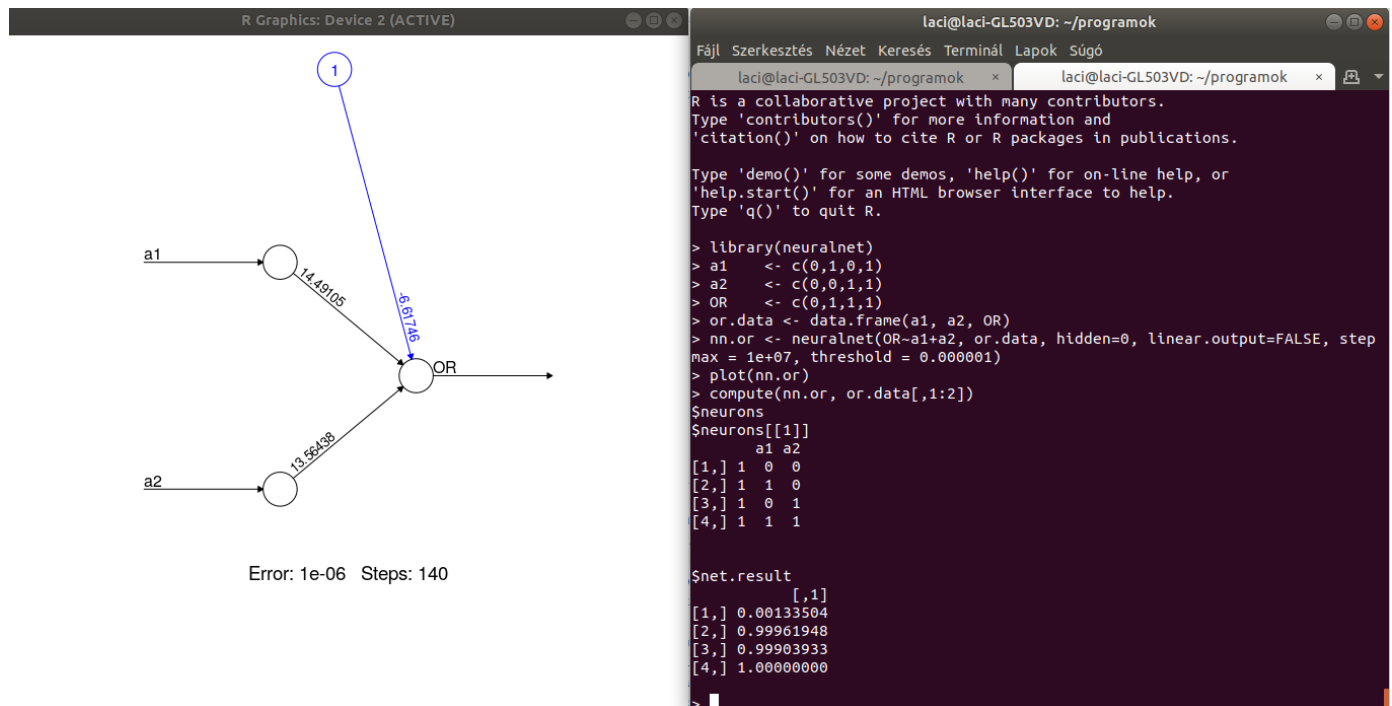 R Graphics: Device 2 (ACTIVE)
1
a1
14.49105
-6.61746
OR
13.56438
a2
Error: 1e-06   Steps: 140
laci@laci-GL503VD: ~/programok
Fájl Szerkesztés Nézet Keresés Terminál Lapok Súgó
laci@laci-GL503VD: ~/programok × laci@laci-GL503VD: ~/programok ×
R is a collaborative project with many contributors.
Type 'contributors()' for more information and
'citation()' on how to cite R or R packages in publications.
Type 'demo()' for some demos, 'help()' for on-line help, or
'help.start()' for an HTML browser interface to help.
Type 'q()' to quit R.
> library(neuralnet)
> a1    <- c(0,1,0,1)
> a2    <- c(0,0,1,1)
> OR    <- c(0,1,1,1)
> or.data <- data.frame(a1, a2, OR)
> nn.or <- neuralnet(OR~a1+a2, or.data, hidden=0, linear.output=FALSE, step
max = 1e+07, threshold = 0.000001)
> plot(nn.or)
> compute(nn.or, or.data[,1:2])
$neurons
$neurons[[1]]
       a1 a2
[1,] 1  0  0
[2,] 1  1  0
[3,] 1  0  1
[4,] 1  1  1
$net.result
           [,1]
[1,] 0.00133504
[2,] 0.99961948
[3,] 0.99903933
[4,] 1.00000000
>